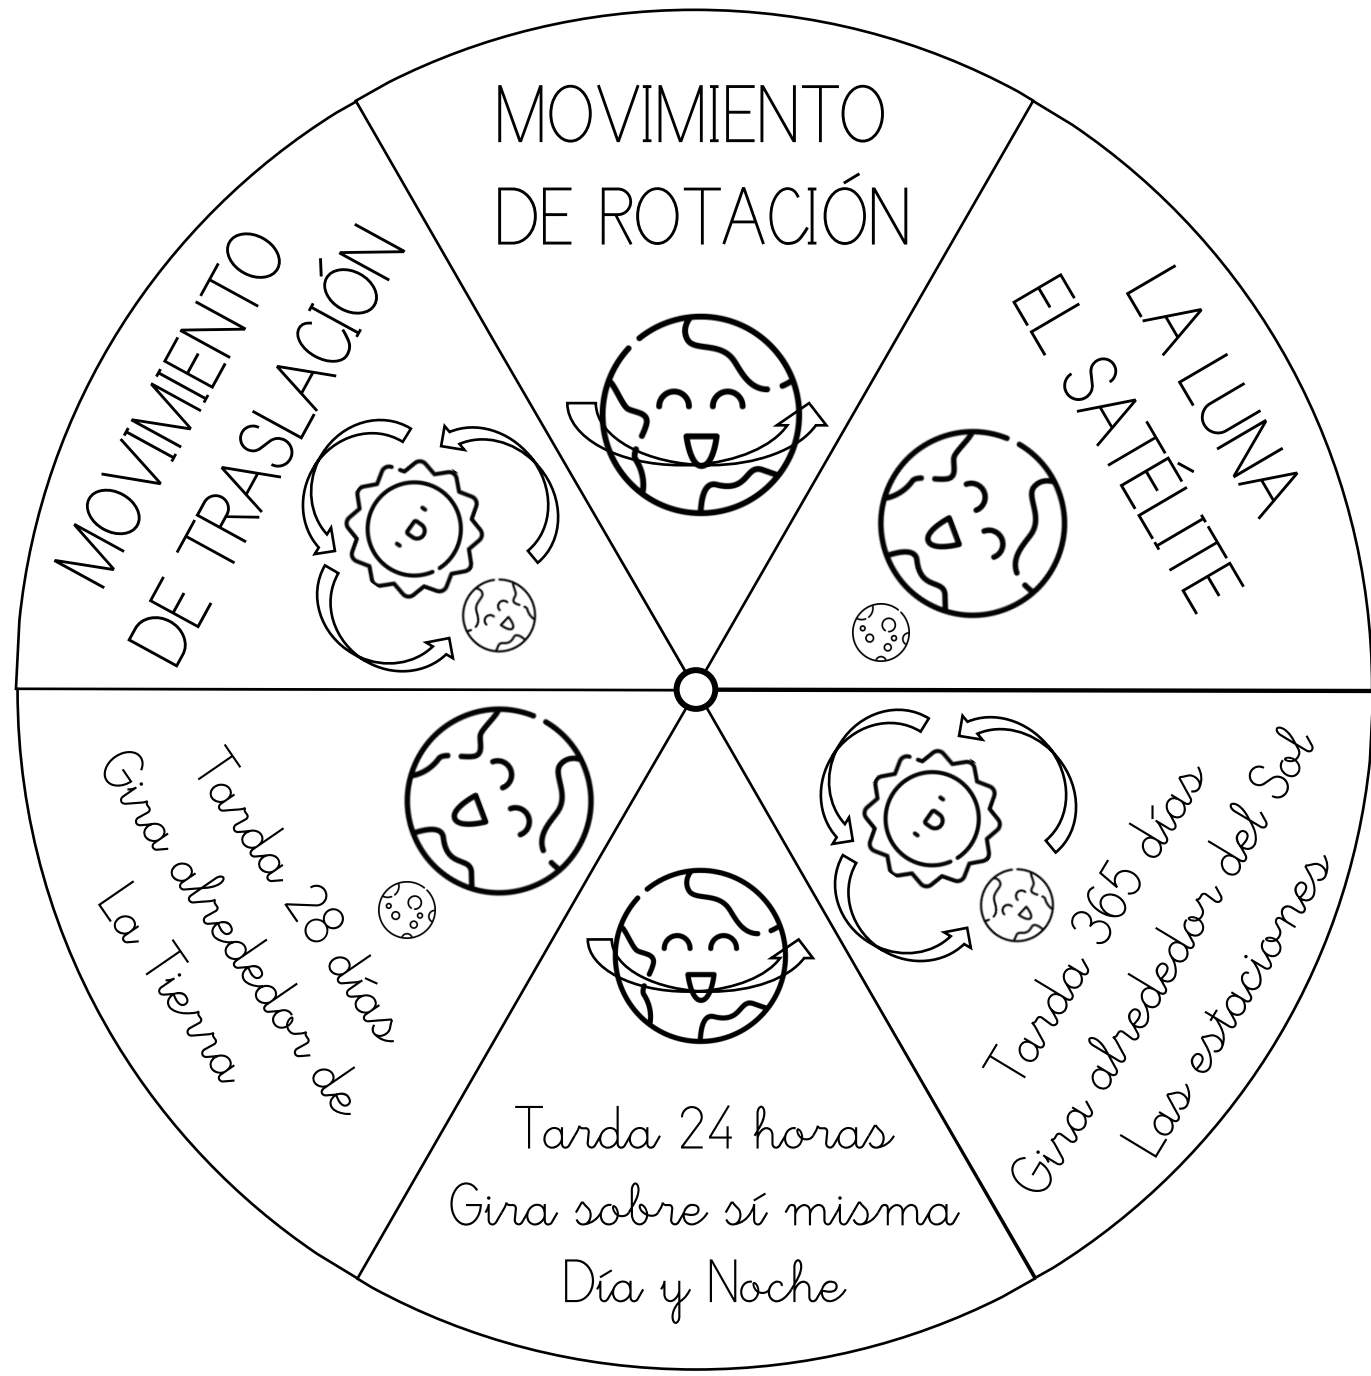 MOVIMIENTO
DE ROTACIÓN
LA LUNA
EL SATÉLITE
Tarda 365 días
Gira alrededor del Sol
Las estaciones
Tarda 24 horas
Gira sobre sí misma
Día y Noche
Tarda 28 días
Gira alrededor de
La Tierra
MOVIMIENTO
DE TRASLACIÓN